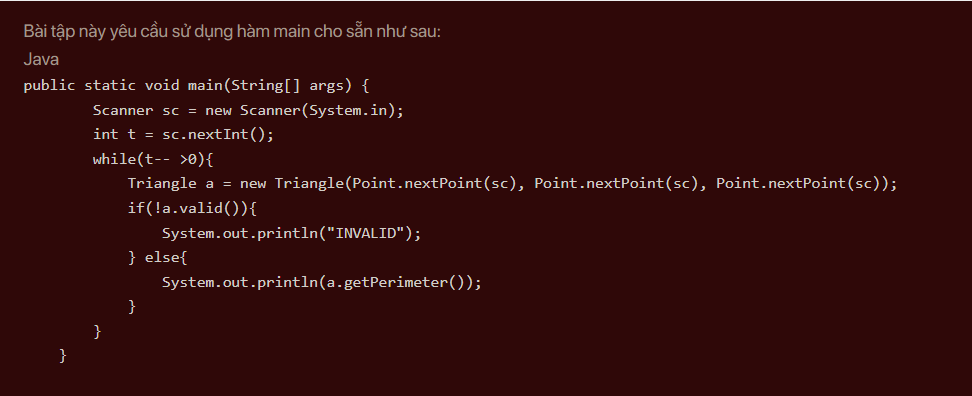 Bài tập này yêu cầu sử dụng hàm main cho sẵn như sau:
Java
public static void main(String[] args) {
        Scanner sc = new Scanner(System.in);
        int t = sc.nextInt();
        while(t-- >0){
            Triangle a = new Triangle(Point.nextPoint(sc), Point.nextPoint(sc), Point.nextPoint(sc));
            if(!a.valid()){
                System.out.println("INVALID");
            } else{
                System.out.println(a.getPerimeter());
            }
        }
    }